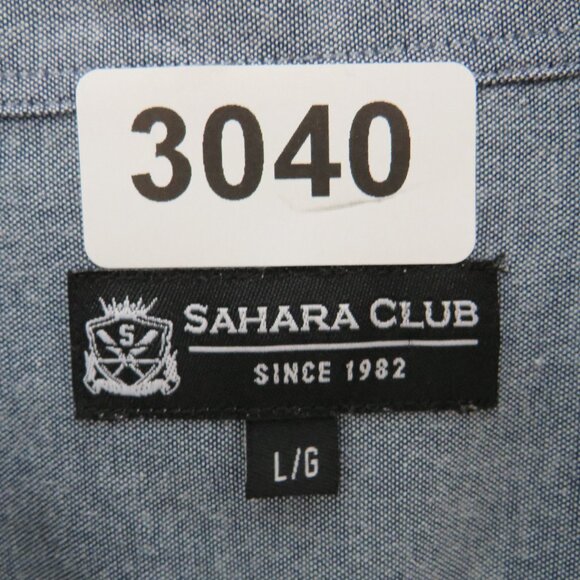 3040
S
SAHARA CLUB
SINCE 1982
L/G